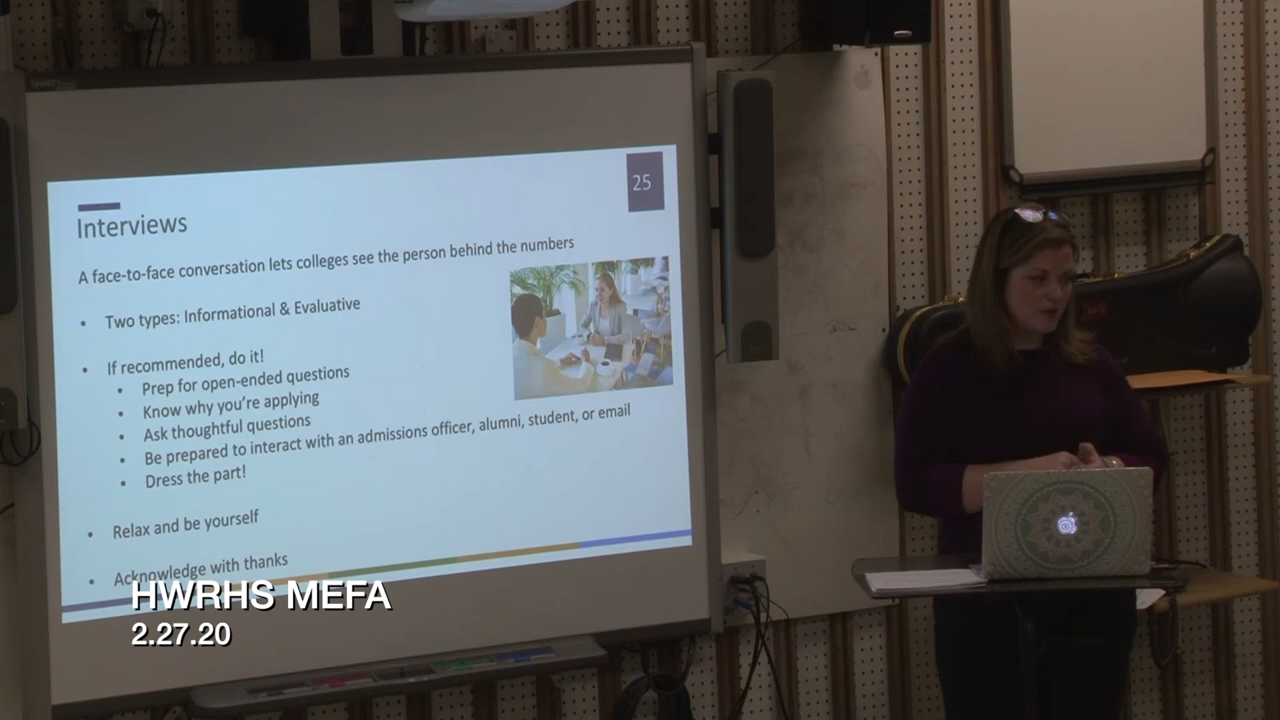 25
Interviews
A face-to-face conversation lets colleges see the person behind the numbers
• Two types: Informational & Evaluative
• If recommended, do it!
• Prep for open-ended questions
• Know why you're applying
• Ask thoughtful questions
• Be prepared to interact with an admissions officer, alumni, student, or email
• Dress the part!
• Relax and be yourself
• Acknowledge with thanks
HWRHS MEFA
2.27.20